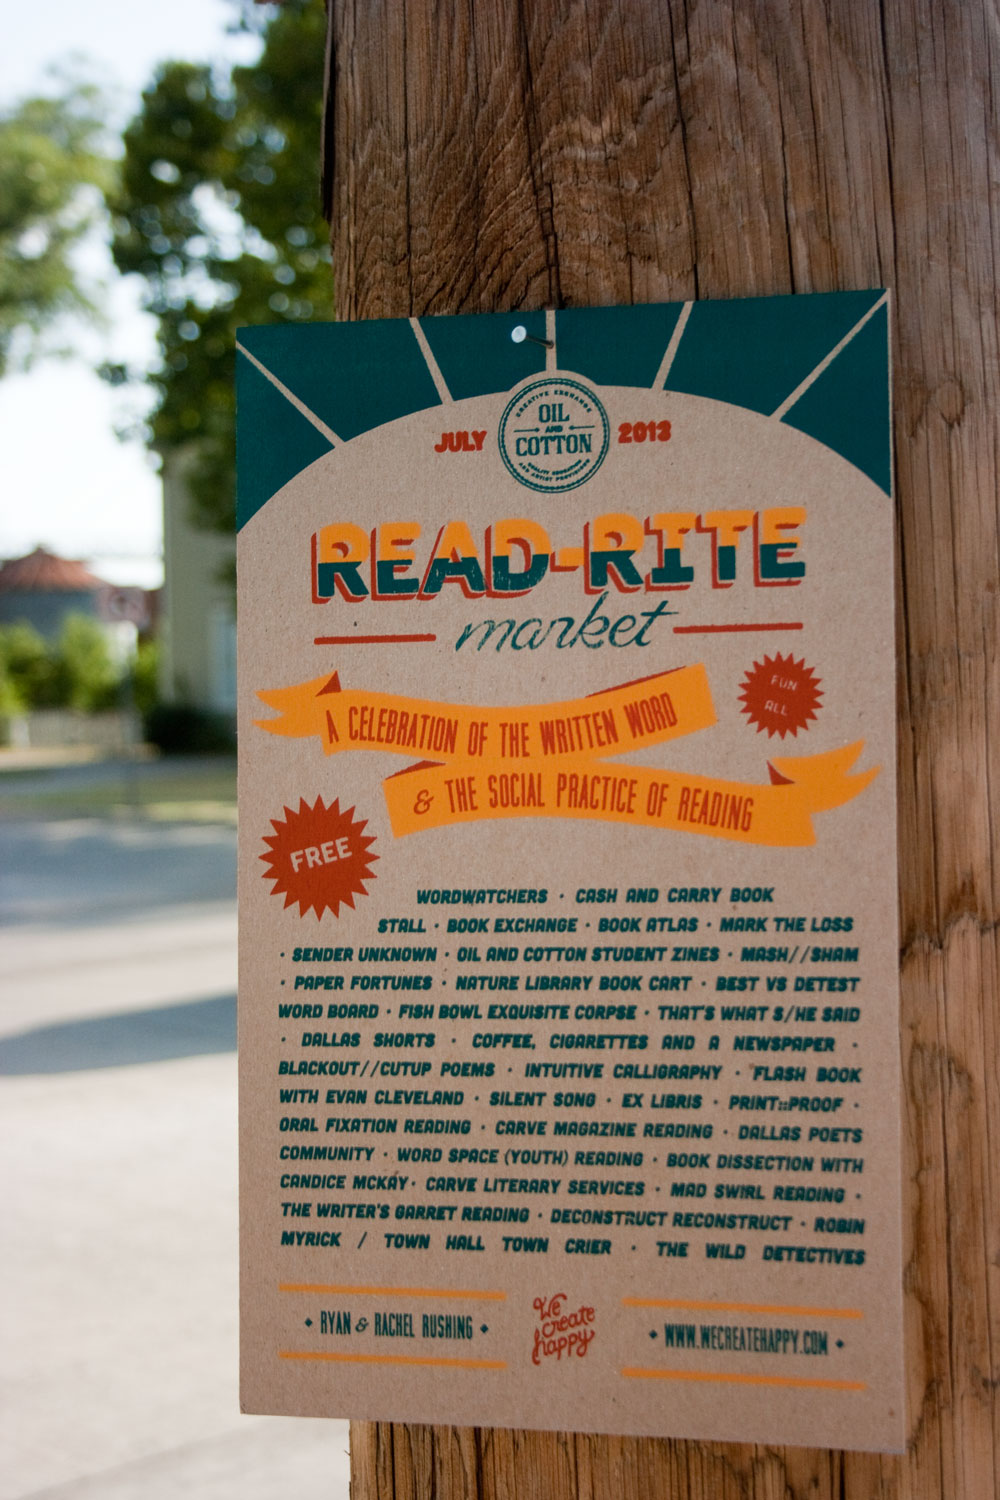 CREATIVE EXCHANGE
OIL
AND
COTTON
QUALITY EDUCATION
AND ARTIST PROVISIONS
JULY 2013
READ-RITE
market
A CELEBRATION OF THE WRITTEN WORD
FUN
ALL
& THE SOCIAL PRACTICE OF READING
FREE
WORDWATCHERS · CASH AND CARRY BOOK
STALL · BOOK EXCHANGE · BOOK ATLAS · MARK THE LOSS
· SENDER UNKNOWN · OIL AND COTTON STUDENT ZINES · MASH//SHAM
· PAPER FORTUNES · NATURE LIBRARY BOOK CART · BEST VS DETEST
WORD BOARD · FISH BOWL EXQUISITE CORPSE · THAT'S WHAT S/HE SAID
· DALLAS SHORTS · COFFEE, CIGARETTES AND A NEWSPAPER ·
BLACKOUT//CUTUP POEMS · INTUITIVE CALLIGRAPHY · FLASH BOOK
WITH EVAN CLEVELAND · SILENT SONG · EX LIBRIS · PRINT::PROOF ·
ORAL FIXATION READING · CARVE MAGAZINE READING · DALLAS POETS
COMMUNITY · WORD SPACE (YOUTH) READING · BOOK DISSECTION WITH
CANDICE MCKAY · CARVE LITERARY SERVICES · MAD SWIRL READING ·
THE WRITER'S GARRET READING · DECONSTRUCT RECONSTRUCT · ROBIN
MYRICK / TOWN HALL TOWN CRIER · THE WILD DETECTIVES
RYAN & RACHEL RUSHING
We
create
happy
WWW.WECREATEHAPPY.COM